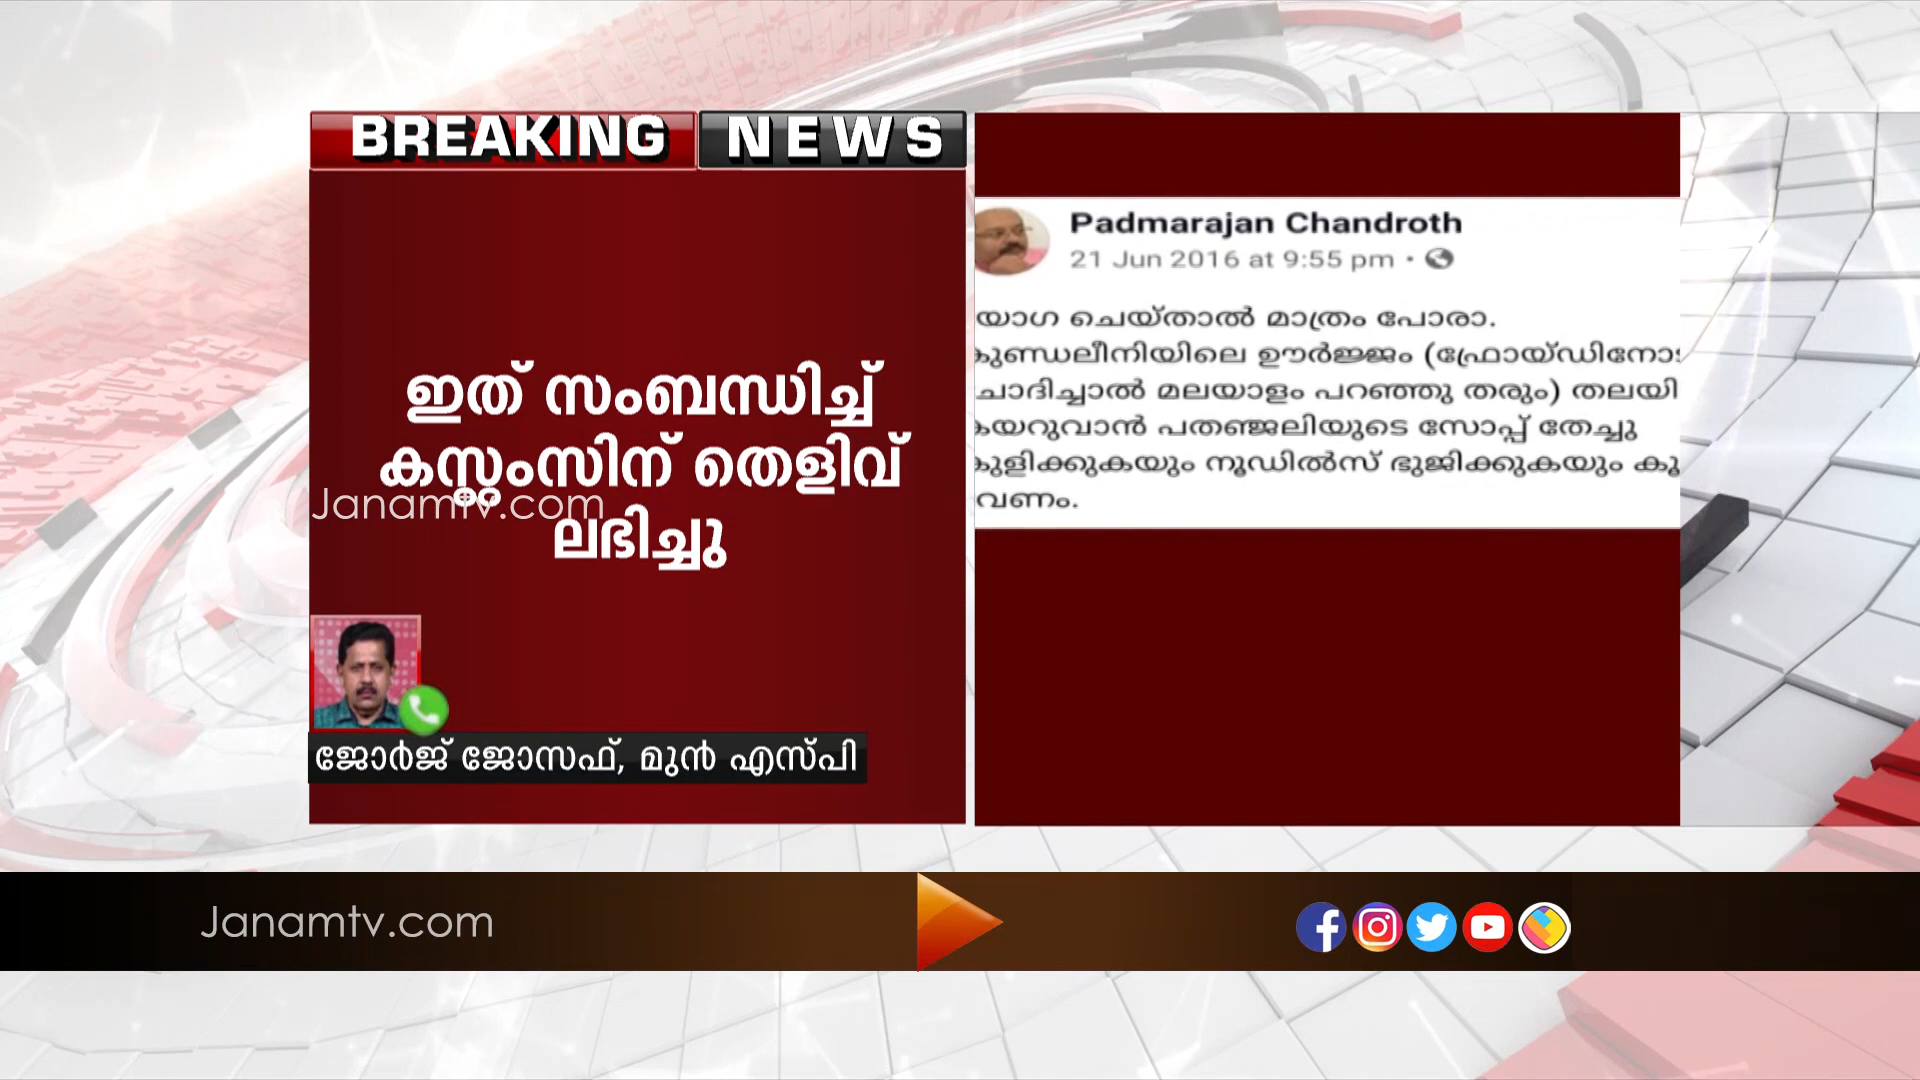 BREAKING NEWS
ഇത് സംബന്ധിച്ച്
കസ്റ്റംസിന് തെളിവ്
ലഭിച്ചു
Janamtv.com
ജോർജ് ജോസഫ്, മുൻ എസ്പി
Padmarajan Chandroth
21 Jun 2016 at 9:55 pm
യാഗ ചെയ്താൽ മാത്രം പോരാ.
കുണ്ഡലീനിയിലെ ഊർജ്ജം (ഫ്രോയ്ഡിനോട
ചോദിച്ചാൽ മലയാളം പറഞ്ഞു തരും) തലയി
കയറുവാൻ പതഞ്ജലിയുടെ സോപ്പ് തേച്ചു
കുളിക്കുകയും നൂഡിൽസ് ഭുജിക്കുകയും കൂ
വണം.
Janamtv.com